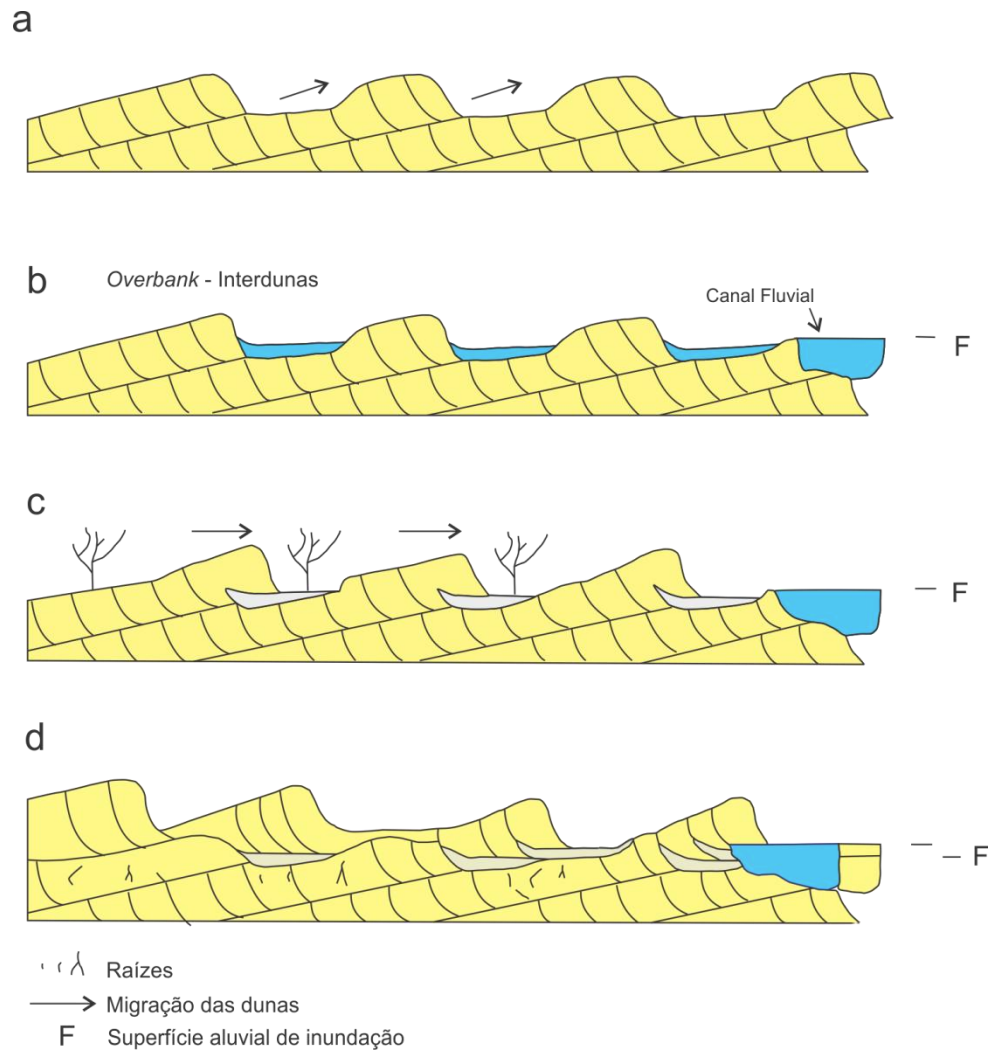 a
b
Overbank - Interdunas
Canal Fluvial
F
c
F
d
F
Raízes
Migração das dunas
F Superfície aluvial de inundação